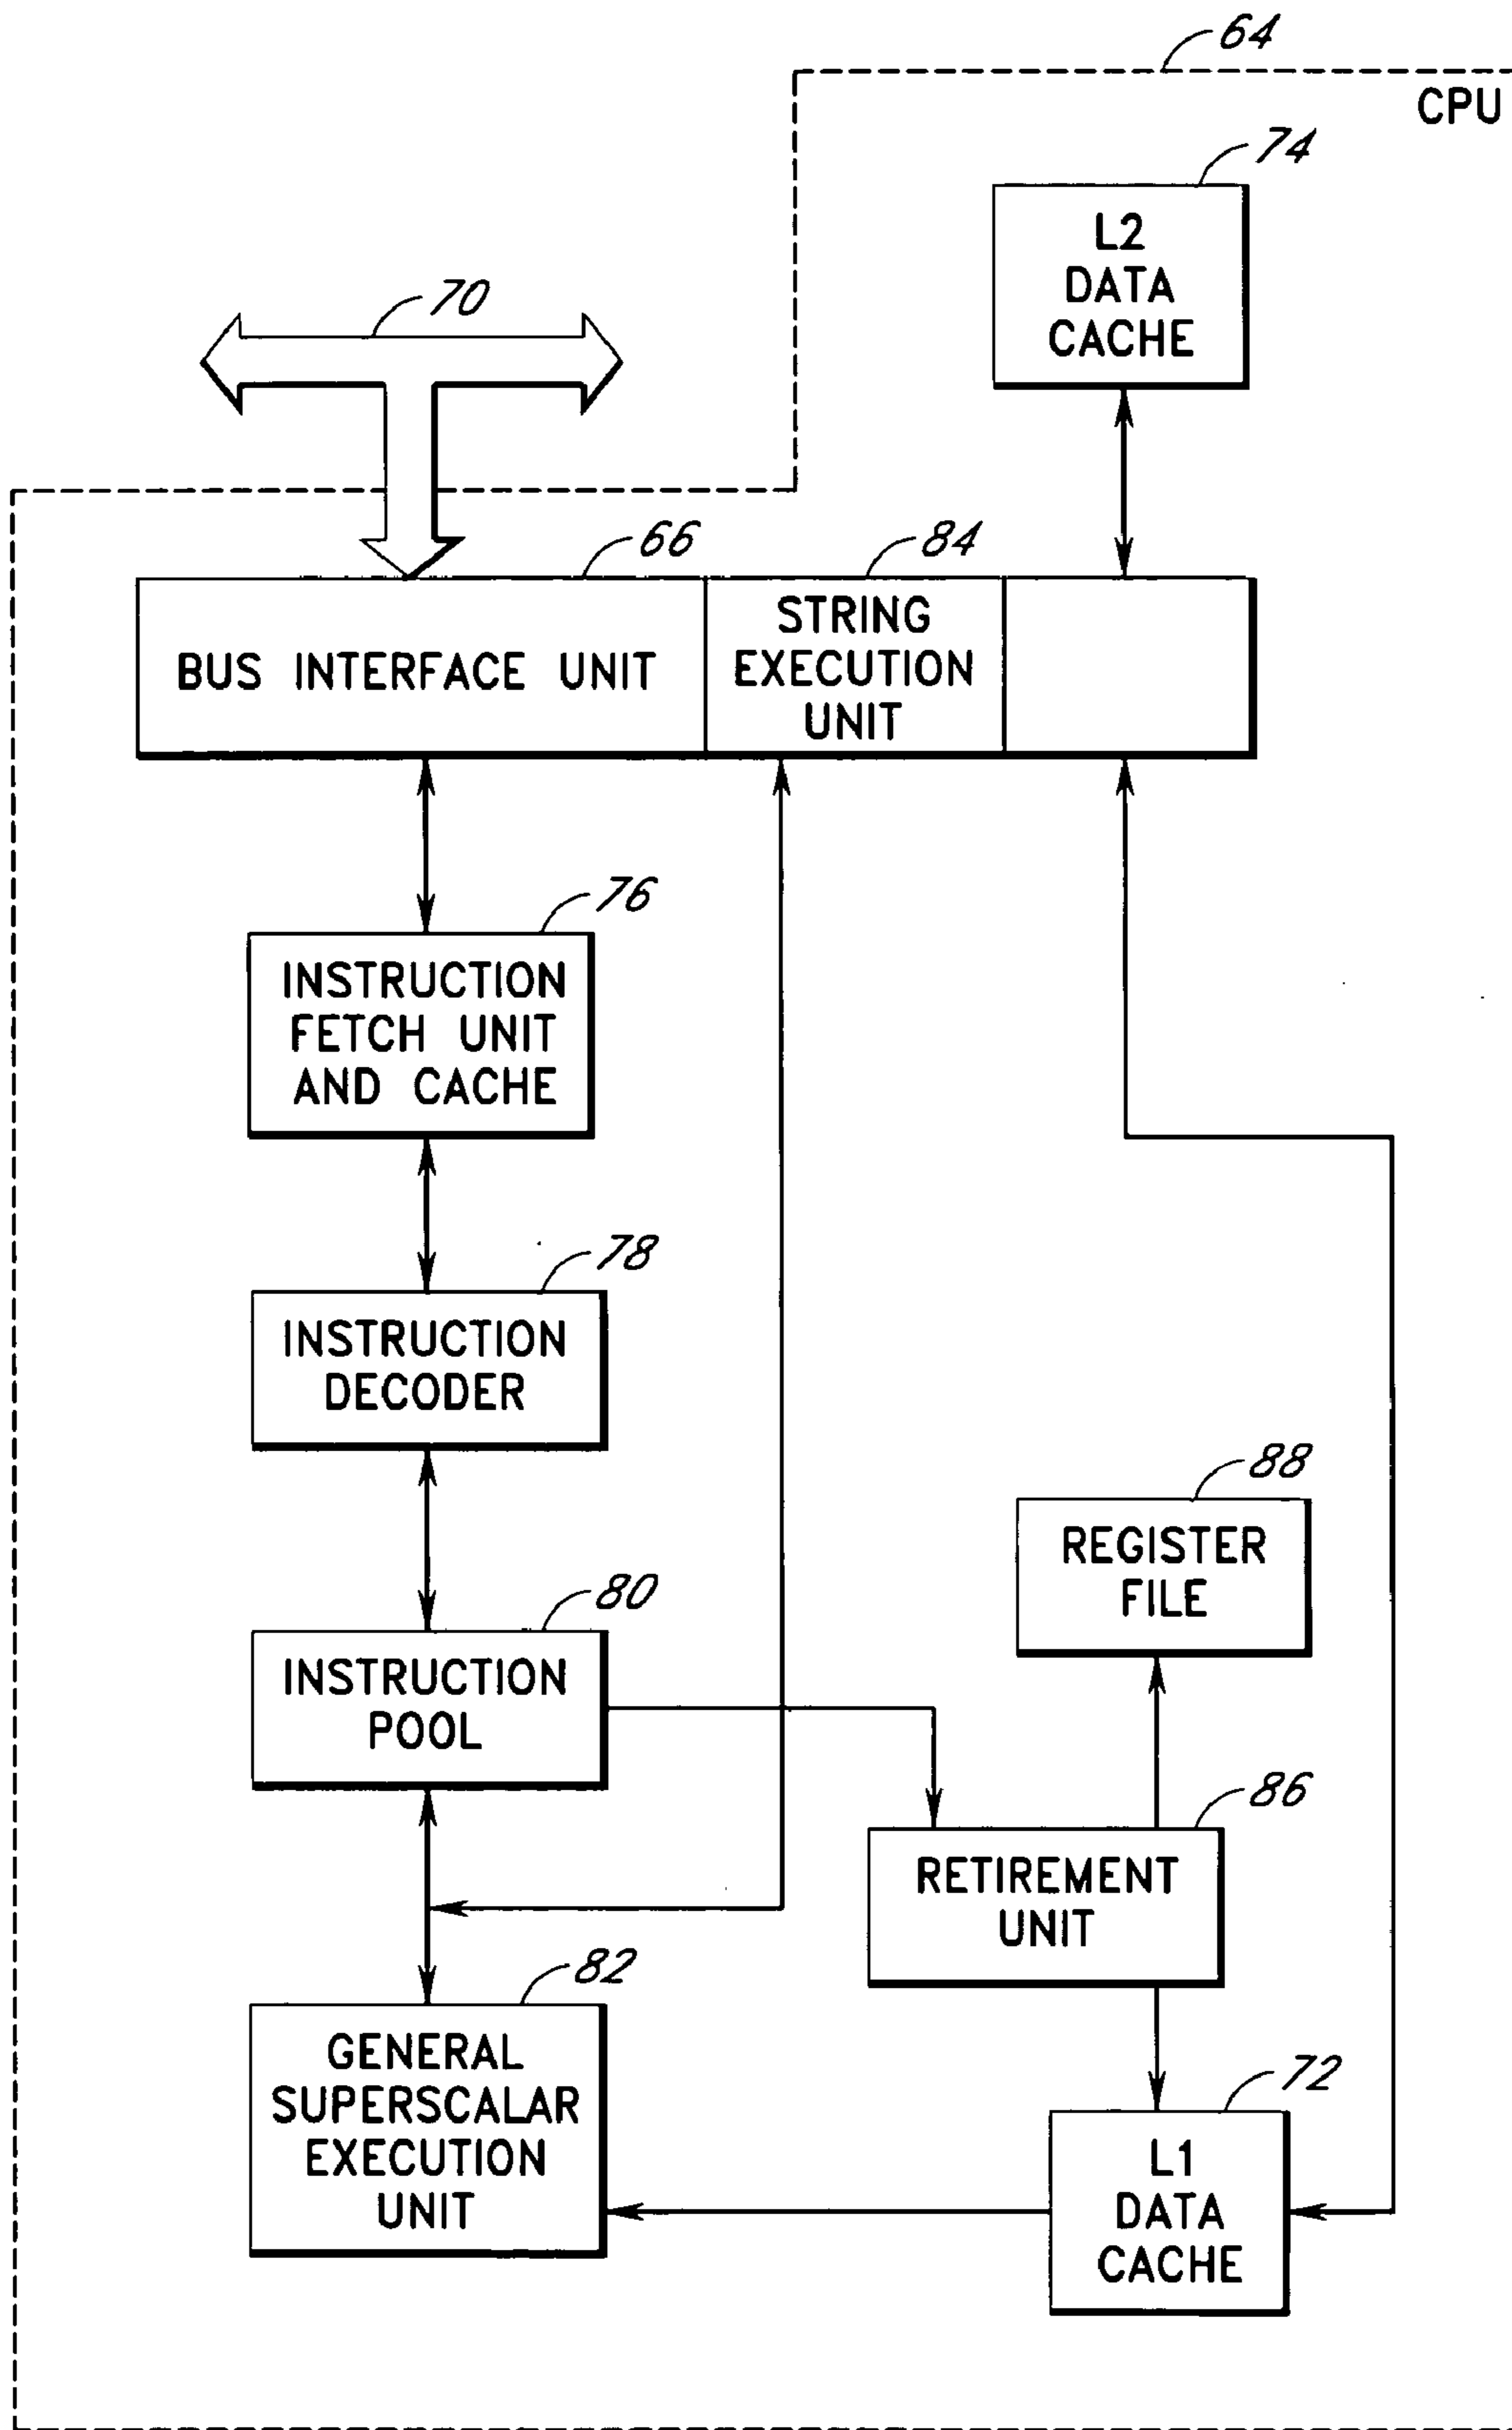 64
CPU
74
L2
DATA
CACHE
70
66
84
BUS INTERFACE UNIT
STRING
EXECUTION
UNIT
76
INSTRUCTION
FETCH UNIT
AND CACHE
78
INSTRUCTION
DECODER
88
REGISTER
FILE
80
INSTRUCTION
POOL
86
RETIREMENT
UNIT
82
GENERAL
SUPERSCALAR
EXECUTION
UNIT
72
L1
DATA
CACHE